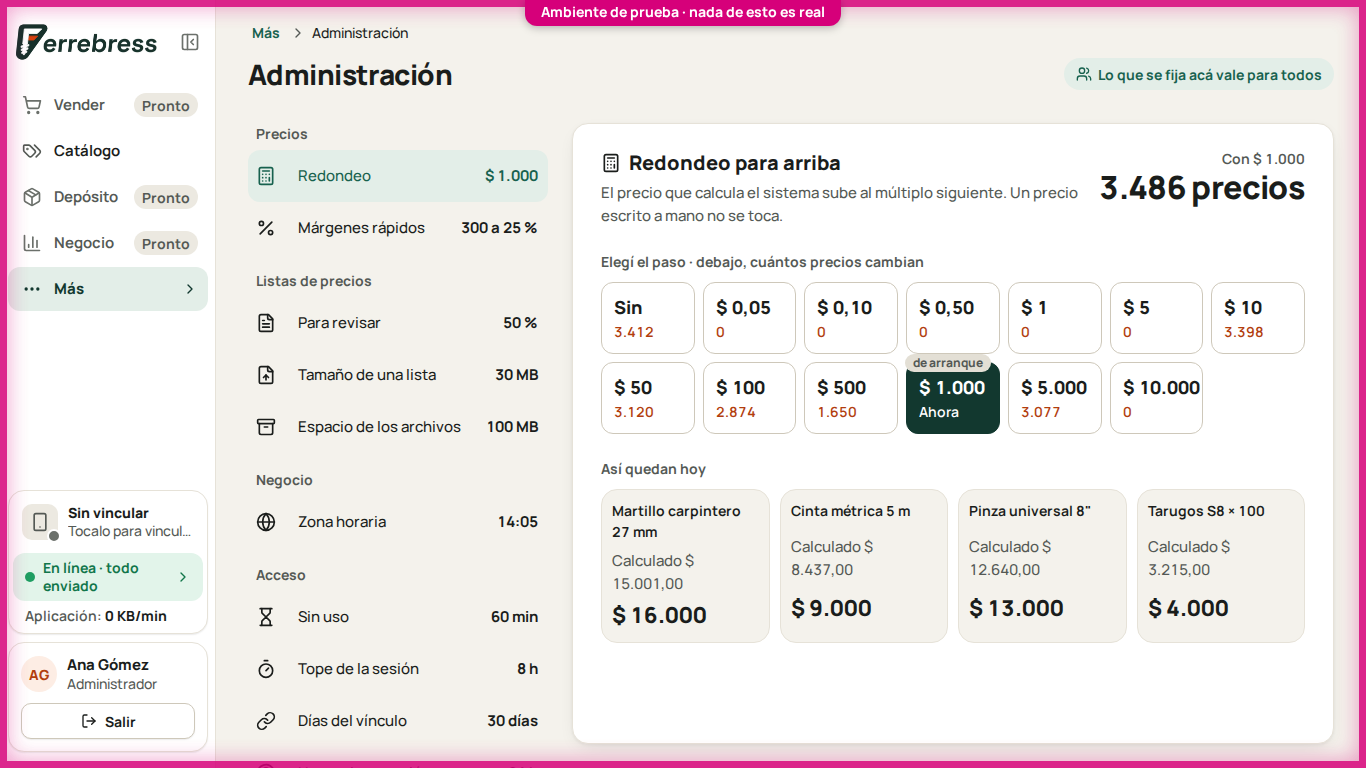 Ambiente de prueba · nada de esto es real
Ferrebress
Vender Pronto
Catálogo
Depósito Pronto
Negocio Pronto
Más
Sin vincular
Tocalo para vincul...
En línea · todo
enviado
Aplicación: 0 KB/min
AG
Ana Gómez
Administrador
Salir
Más > Administración
Administración
Lo que se fija acá vale para todos
Precios
Redondeo $ 1.000
Márgenes rápidos 300 a 25 %
Listas de precios
Para revisar 50 %
Tamaño de una lista 30 MB
Espacio de los archivos 100 MB
Negocio
Zona horaria 14:05
Acceso
Sin uso 60 min
Tope de la sesión 8 h
Días del vínculo 30 días
Redondeo para arriba
El precio que calcula el sistema sube al múltiplo siguiente. Un precio
escrito a mano no se toca.
Con $ 1.000
3.486 precios
Elegí el paso · debajo, cuántos precios cambian
Sin $ 0,05 $ 0,10 $ 0,50 $ 1 $ 5 $ 10
3.412 0 0 0 0 0 3.398
de arranque
$ 50 $ 100 $ 500 $ 1.000 $ 5.000 $ 10.000
3.120 2.874 1.650 Ahora 3.077 0
Así quedan hoy
Martillo carpintero
27 mm
Calculado $
15.001,00
$ 16.000
Cinta métrica 5 m
Calculado $
8.437,00
$ 9.000
Pinza universal 8"
Calculado $
12.640,00
$ 13.000
Tarugos S8 × 100
Calculado $
3.215,00
$ 4.000